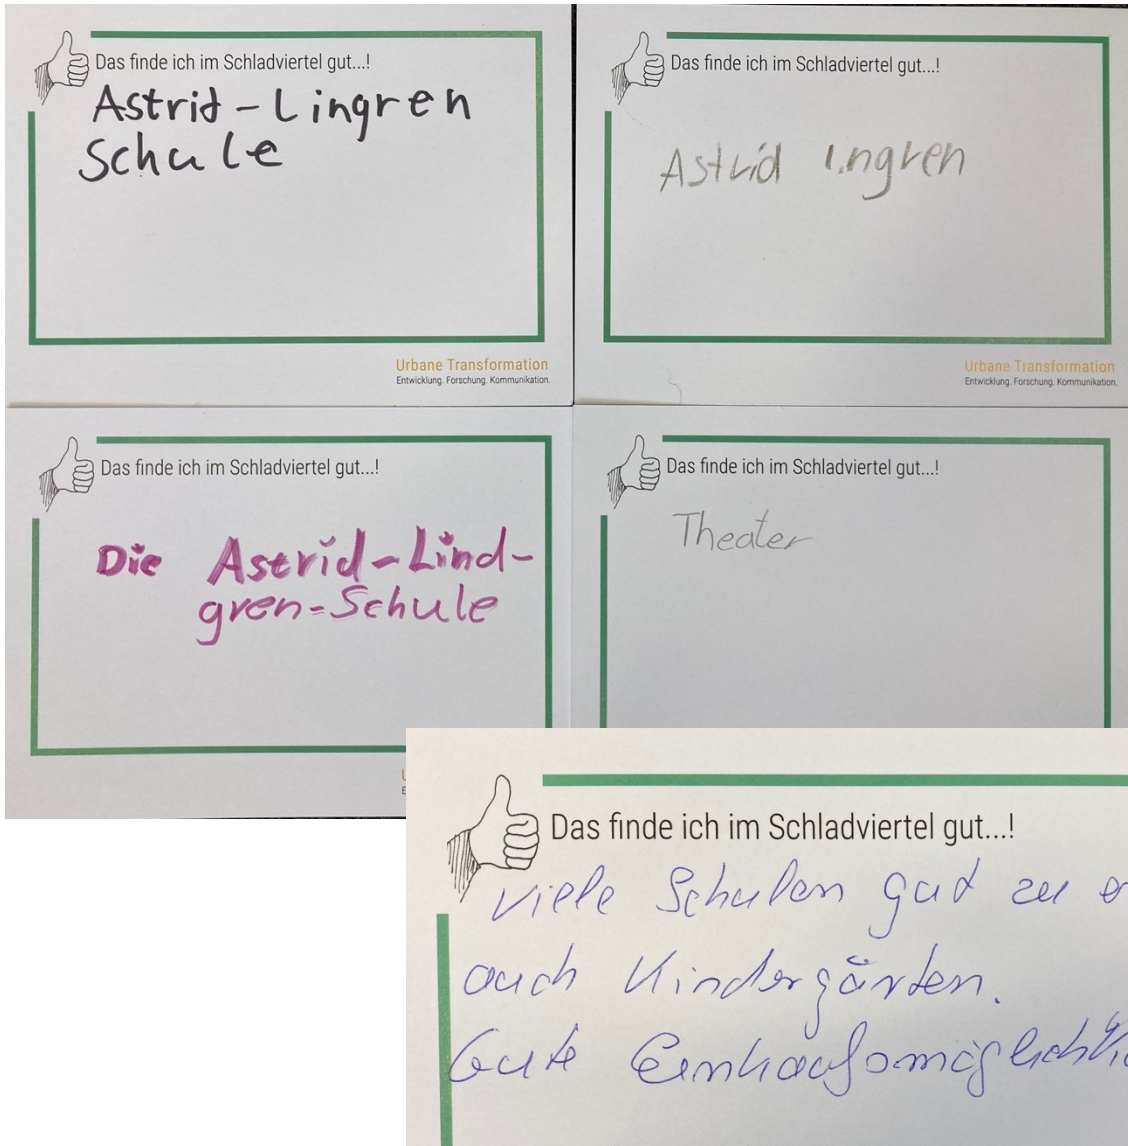 Das finde ich im Schladviertel gut...!
Astrid-Lingren
Schule
Urbane Transformation
Entwicklung. Forschung. Kommunikation.
Das finde ich im Schladviertel gut...!
Astrid ingren
Urbane Transformation
Entwicklung. Forschung. Kommunikation.
Das finde ich im Schladviertel gut...!
Die Astrid-Lind-
gren-Schule
Das finde ich im Schladviertel gut...!
Theater
Das finde ich im Schladviertel gut...!
Viele Schulen gut zu
auch Kindergärten.
Gute